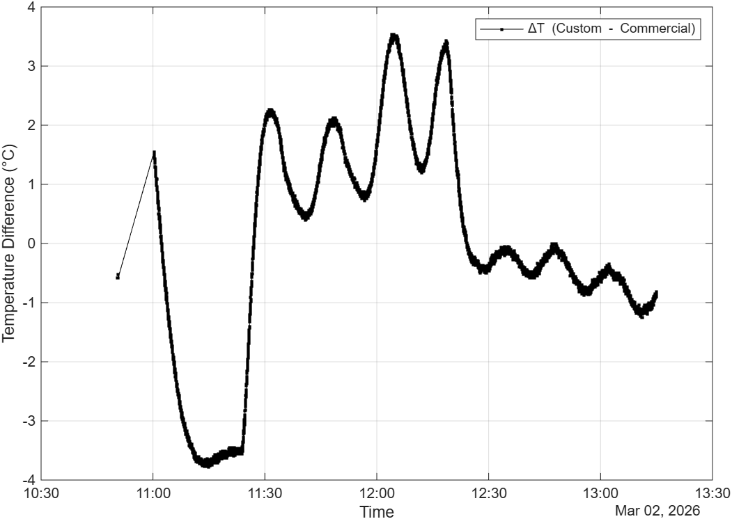 4
ΔT (Custom - Commercial)
3
2
1
0
-1
-2
-3
-4
Temperature Difference (°C)
10:30 11:00 11:30 12:00 12:30 13:00 13:30
Time
Mar 02, 2026